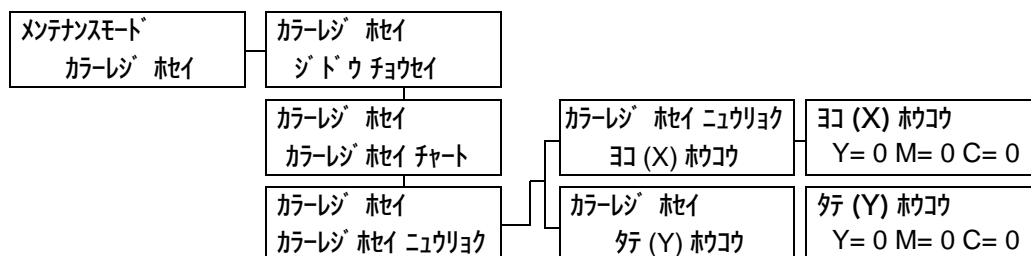 ﾒﾝﾃﾅﾝｽﾓｰﾄﾞ
ｶﾗｰﾚｼﾞ ﾎｾｲ
ｶﾗｰﾚｼﾞ ﾎｾｲ
ｼﾞﾄﾞｳ ﾁｮｳｾｲ
ｶﾗｰﾚｼﾞ ﾎｾｲ
ｶﾗｰﾚｼﾞ ﾎｾｲ ﾁｬｰﾄ
ｶﾗｰﾚｼﾞ ﾎｾｲ
ｶﾗｰﾚｼﾞ ﾎｾｲ ﾆｭｳﾘｮｸ
ｶﾗｰﾚｼﾞ ﾎｾｲ ﾆｭｳﾘｮｸ
ﾖｺ (X) ﾎｳｺｳ
ﾖｺ (X) ﾎｳｺｳ
Y= 0 M= 0 C= 0
ｶﾗｰﾚｼﾞ ﾎｾｲ
ﾀﾃ (Y) ﾎｳｺｳ
ﾀﾃ (Y) ﾎｳｺｳ
Y= 0 M= 0 C= 0